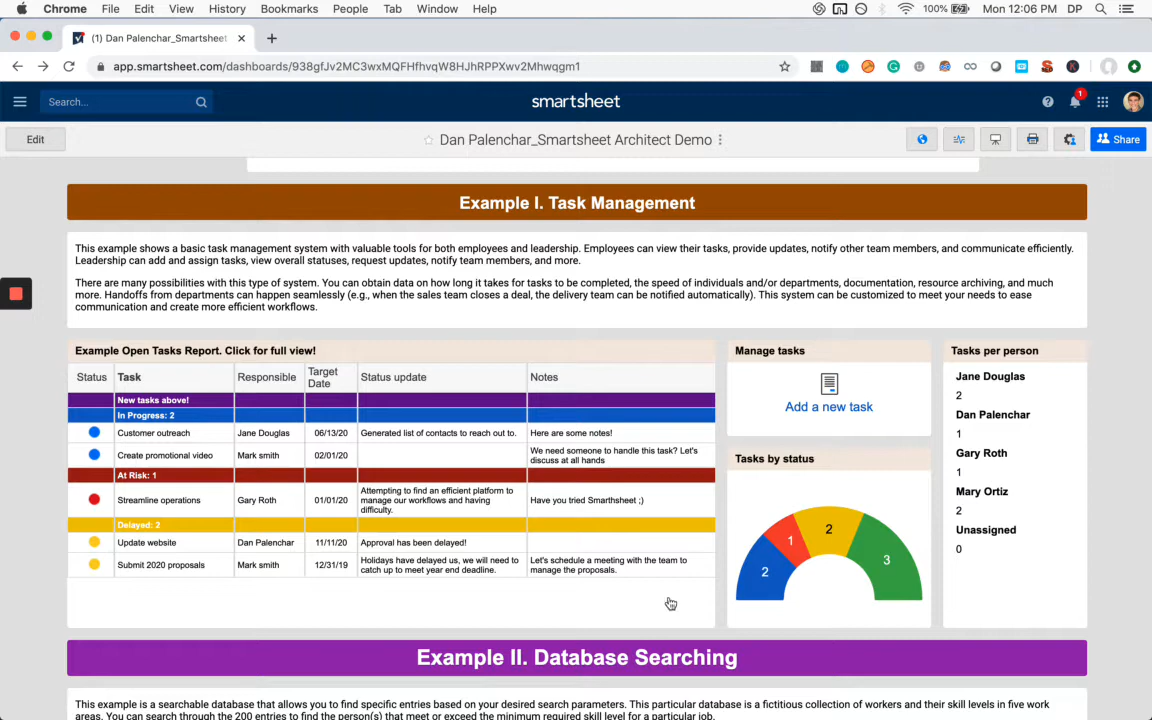 Chrome File Edit View History Bookmarks People Tab Window Help 100% Mon 12:06 PM DP
(1) Dan Palenchar_Smartsheet
app.smartsheet.com/dashboards/938gfJv2MC3wxMQFHfhvqW8HJhRPPXwv2Mhwqgm1
Search...
smartsheet
1
Edit
Dan Palenchar_Smartsheet Architect Demo
Share
Example I. Task Management
This example shows a basic task management system with valuable tools for both employees and leadership. Employees can view their tasks, provide updates, notify other team members, and communicate efficiently.
Leadership can add and assign tasks, view overall statuses, request updates, notify team members, and more.
There are many possibilities with this type of system. You can obtain data on how long it takes for tasks to be completed, the speed of individuals and/or departments, documentation, resource archiving, and much
more. Handoffs from departments can happen seamlessly (e.g., when the sales team closes a deal, the delivery team can be notified automatically). This system can be customized to meet your needs to ease
communication and create more efficient workflows.
Example Open Tasks Report. Click for full view!
Status Task Responsible Target Date Status update Notes
New tasks above!
In Progress: 2
Customer outreach Jane Douglas 06/13/20 Generated list of contacts to reach out to. Here are some notes!
Create promotional video Mark smith 02/01/20 We need someone to handle this task? Let's
discuss at all hands
At Risk: 1
Streamline operations Gary Roth 01/01/20 Attempting to find an efficient platform to
manage our workflows and having
difficulty.
Have you tried Smarthsheet ;)
Delayed: 2
Update website Dan Palenchar 11/11/20 Approval has been delayed!
Submit 2020 proposals Mark smith 12/31/19 Holidays have delayed us, we will need to
catch up to meet year end deadline.
Let's schedule a meeting with the team to
manage the proposals.
Manage tasks
Add a new task
Tasks by status
2
1
2
3
Tasks per person
Jane Douglas
2
Dan Palenchar
1
Gary Roth
1
Mary Ortiz
2
Unassigned
0
Example II. Database Searching
This example is a searchable database that allows you to find specific entries based on your desired search parameters. This particular database is a fictitious collection of workers and their skill levels in five work
areas. You can search through the 200 entries to find the person(s) that meet or exceed the minimum required skill level for a particular job.